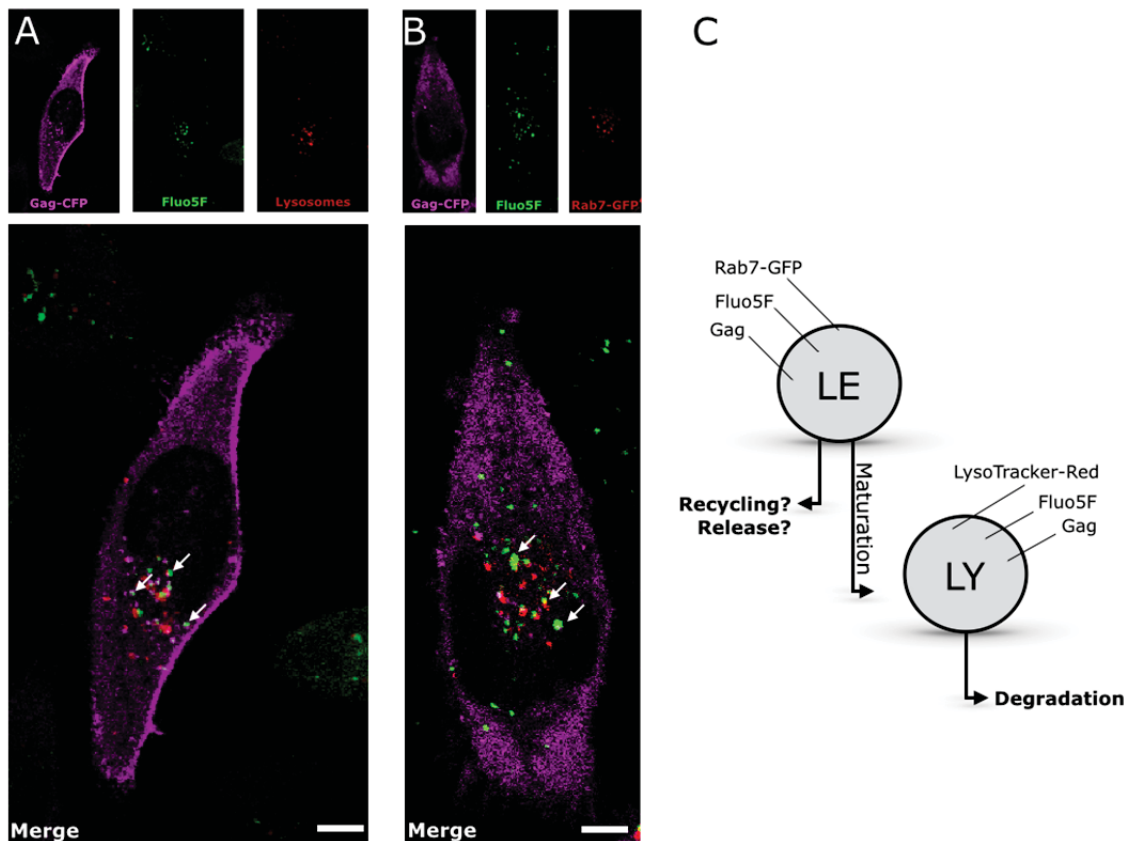 A
Gag-CFP
Fluo5F
Lysosomes
Merge
B
Gag-CFP
Fluo5F
Rab7-GFP
Merge
C
Rab7-GFP
Fluo5F
Gag
LE
Recycling?
Release?
Maturation
LysoTracker-Red
Fluo5F
Gag
LY
Degradation